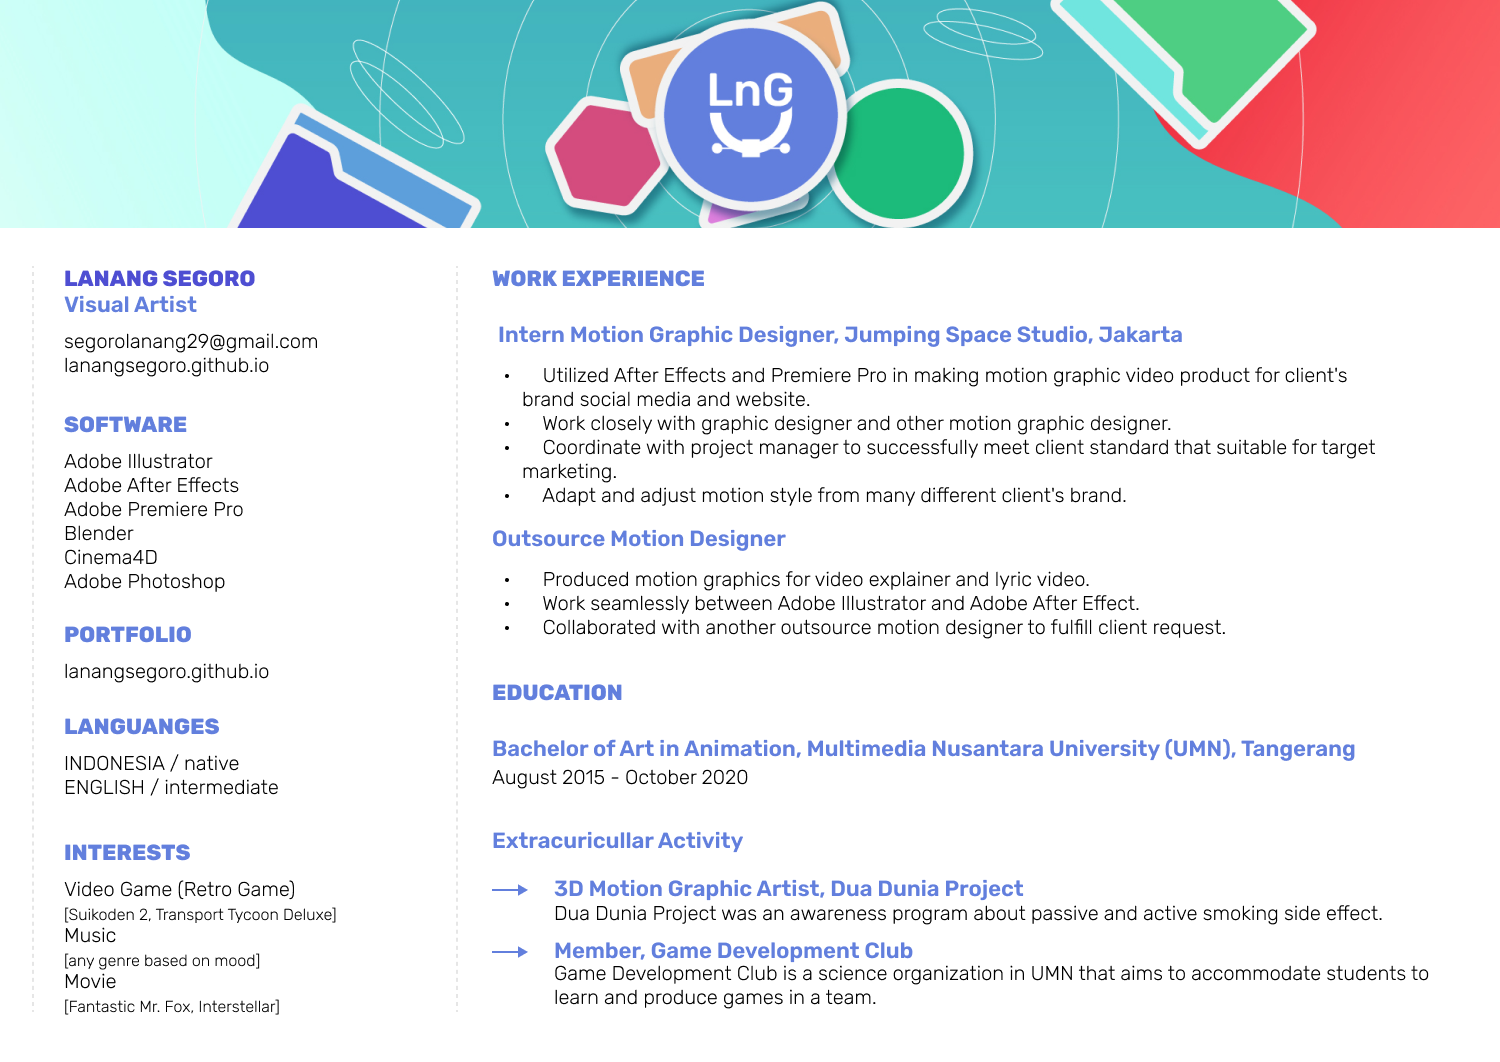 LnG
LANANG SEGORO
Visual Artist
segorolanang29@gmail.com
lanangsegoro.github.io
SOFTWARE
Adobe Illustrator
Adobe After Effects
Adobe Premiere Pro
Blender
Cinema4D
Adobe Photoshop
PORTFOLIO
lanangsegoro.github.io
LANGUANGES
INDONESIA / native
ENGLISH / intermediate
INTERESTS
Video Game (Retro Game)
[Suikoden 2, Transport Tycoon Deluxe]
Music
[any genre based on mood]
Movie
[Fantastic Mr. Fox, Interstellar]
WORK EXPERIENCE
Intern Motion Graphic Designer, Jumping Space Studio, Jakarta
• Utilized After Effects and Premiere Pro in making motion graphic video product for client's
brand social media and website.
• Work closely with graphic designer and other motion graphic designer.
• Coordinate with project manager to successfully meet client standard that suitable for target
marketing.
• Adapt and adjust motion style from many different client's brand.
Outsource Motion Designer
• Produced motion graphics for video explainer and lyric video.
• Work seamlessly between Adobe Illustrator and Adobe After Effect.
• Collaborated with another outsource motion designer to fulfill client request.
EDUCATION
Bachelor of Art in Animation, Multimedia Nusantara University (UMN), Tangerang
August 2015 - October 2020
Extracuricullar Activity
3D Motion Graphic Artist, Dua Dunia Project
Dua Dunia Project was an awareness program about passive and active smoking side effect.
Member, Game Development Club
Game Development Club is a science organization in UMN that aims to accommodate students to
learn and produce games in a team.